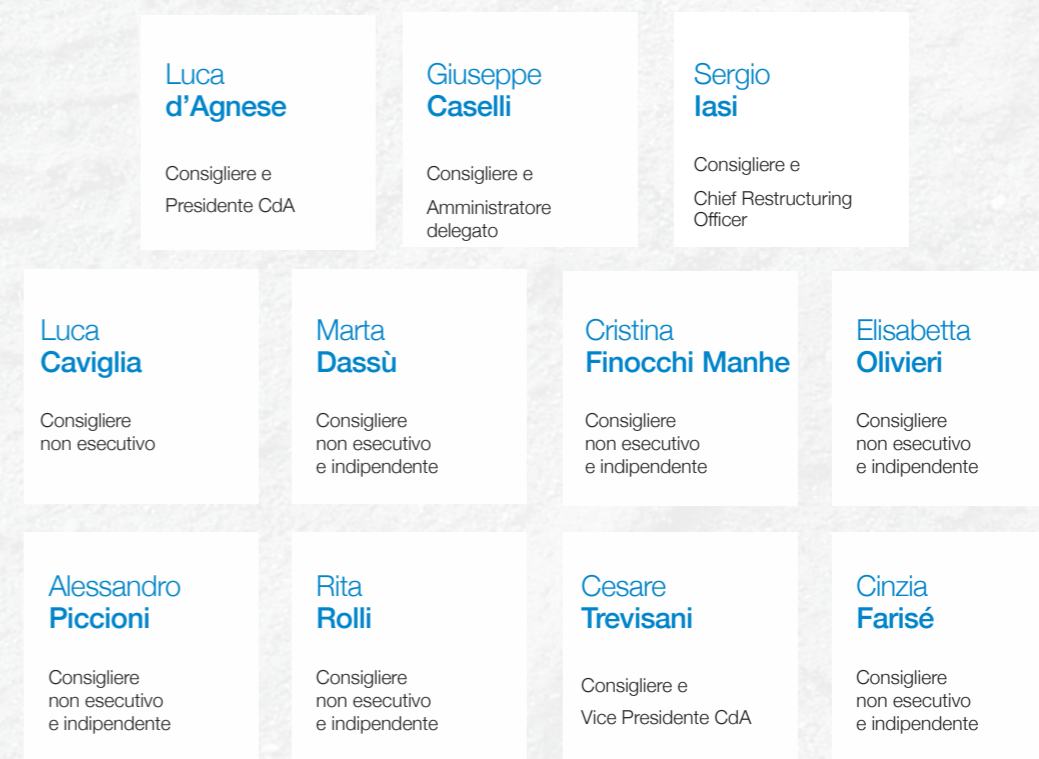 Luca
d’Agnese
Consigliere e
Presidente CdA
Giuseppe
Caselli
Consigliere e
Amministratore
delegato
Sergio
Iasi
Consigliere e
Chief Restructuring
Officer
Luca
Caviglia
Consigliere
non esecutivo
Marta
Dassù
Consigliere
non esecutivo
e indipendente
Cristina
Finocchi Manhe
Consigliere
non esecutivo
e indipendente
Elisabetta
Olivieri
Consigliere
non esecutivo
e indipendente
Alessandro
Piccioni
Consigliere
non esecutivo
e indipendente
Rita
Rolli
Consigliere
non esecutivo
e indipendente
Cesare
Trevisani
Consigliere e
Vice Presidente CdA
Cinzia
Farisé
Consigliere
non esecutivo
e indipendente